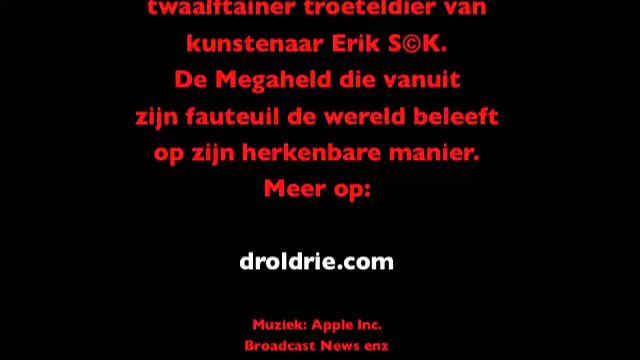 twaalftainer troeteldier van
kunstenaar Erik S©K.
De Megaheld die vanuit
zijn fauteuil de wereld beleeft
op zijn herkenbare manier.
Meer op:
droldrie.com
Muziek: Apple Inc.
Broadcast News enz